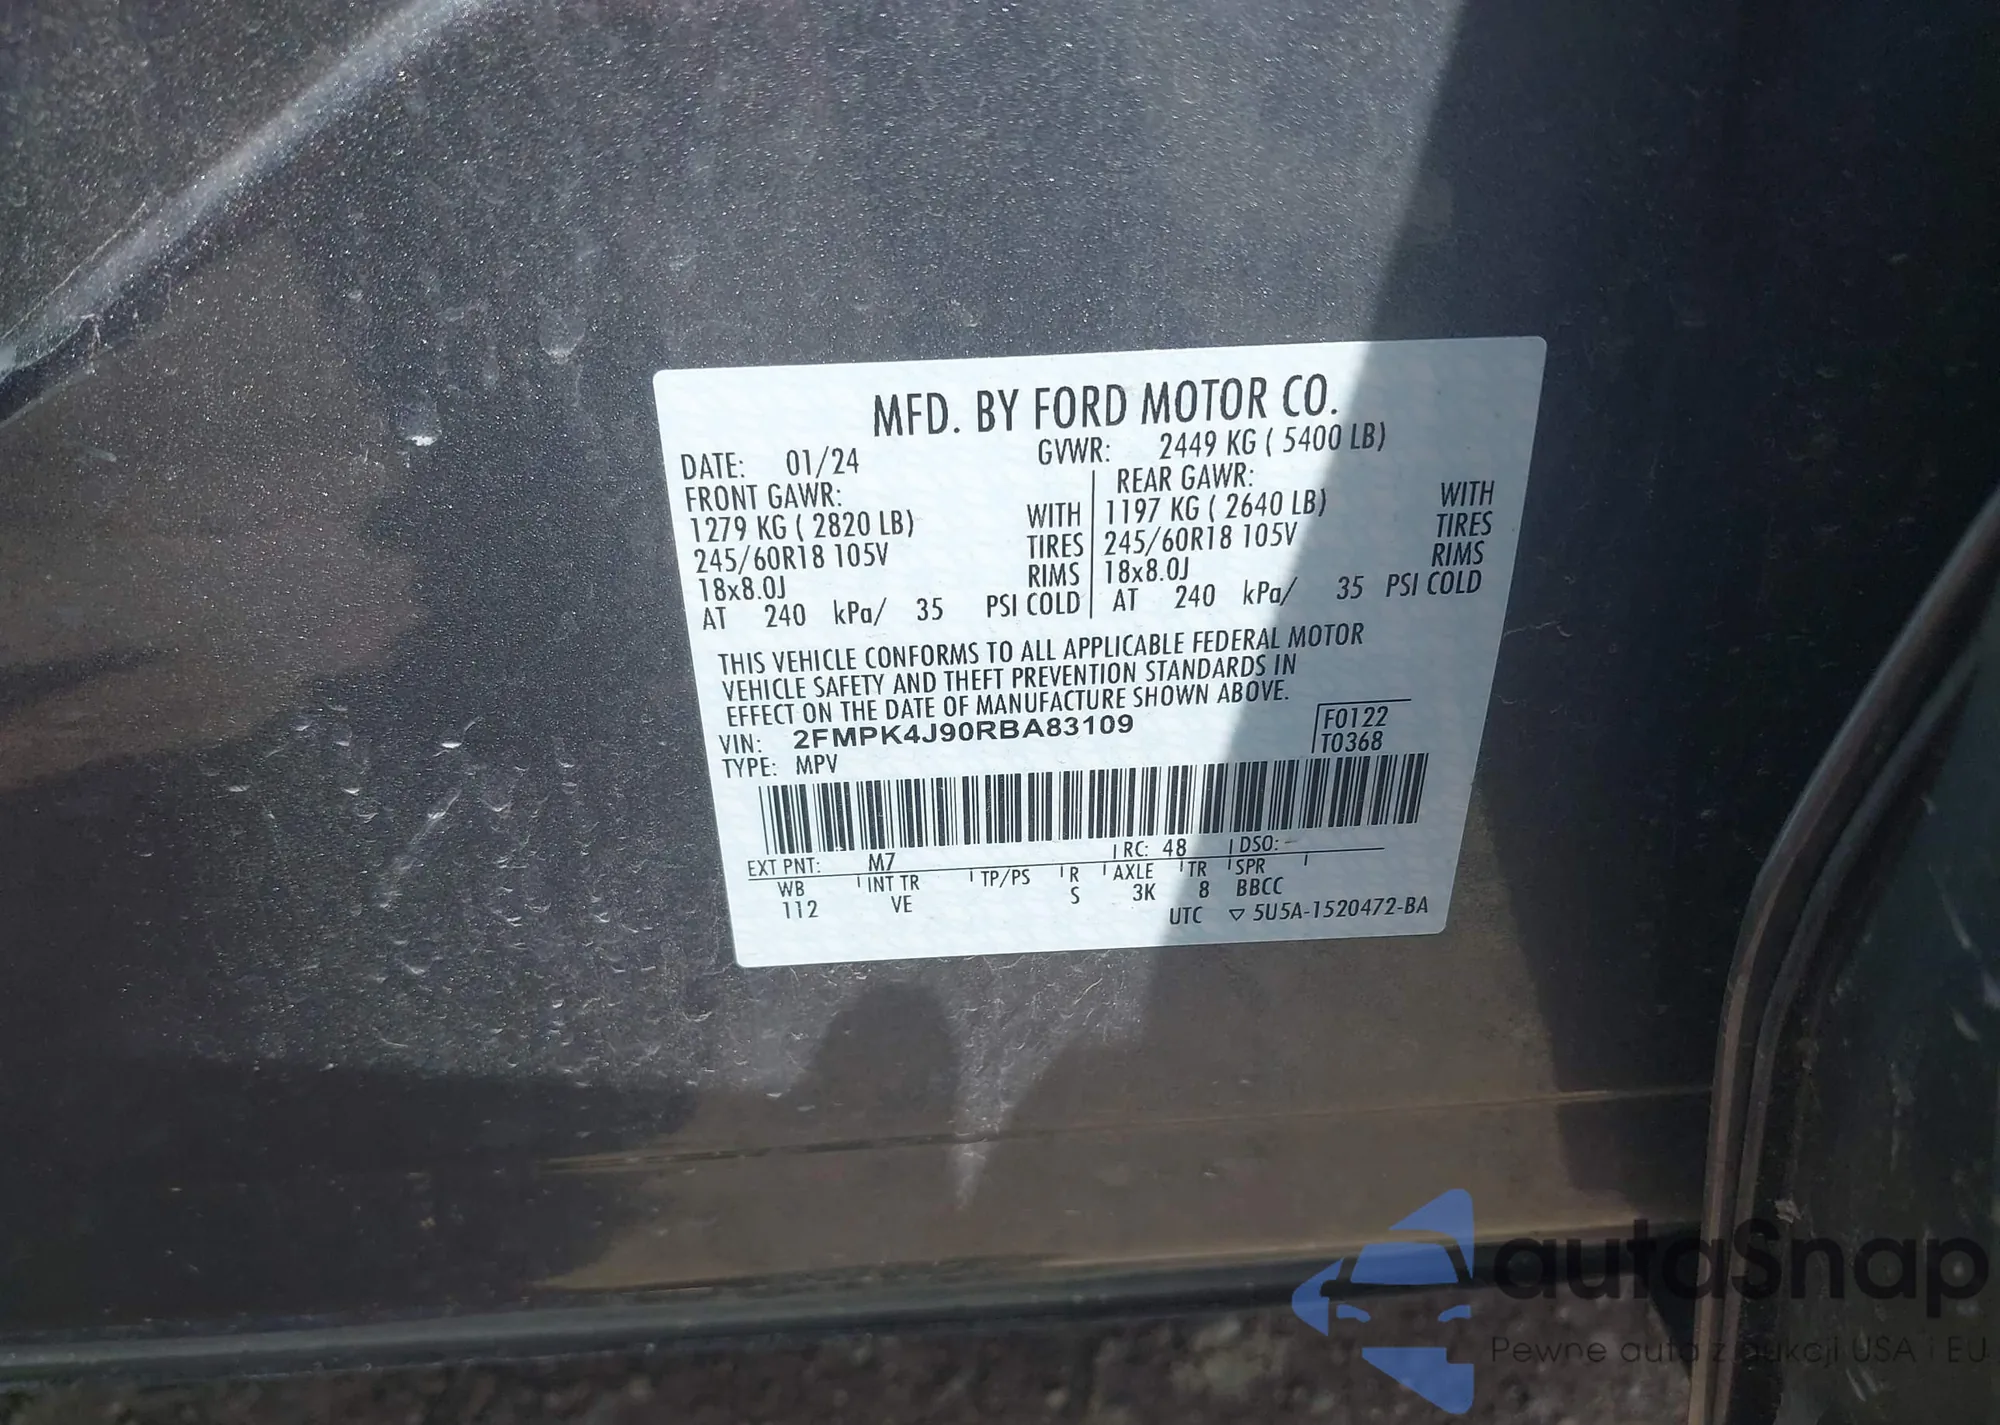 MFD. BY FORD MOTOR CO.
DATE: 01/24 GVWR: 2449 KG ( 5400 LB)
FRONT GAWR: REAR GAWR:
1279 KG ( 2820 LB) WITH 1197 KG ( 2640 LB) WITH
245/60R18 105V TIRES 245/60R18 105V TIRES
18x8.0J RIMS 18x8.0J RIMS
AT 240 kPa/ 35 PSI COLD AT 240 kPa/ 35 PSI COLD
THIS VEHICLE CONFORMS TO ALL APPLICABLE FEDERAL MOTOR
VEHICLE SAFETY AND THEFT PREVENTION STANDARDS IN
EFFECT ON THE DATE OF MANUFACTURE SHOWN ABOVE.
VIN: 2FMPK4J90RBA83109 F0122
TYPE: MPV T0368
EXT PNT: M7 RC: 48 DSO:
WB INT TR TP/PS R AXLE TR SPR
112 VE S 3K 8 BBCC
UTC ▽ 5U5A-1520472-BA
autoSnap
Pewne auta z aukcji USA i EU